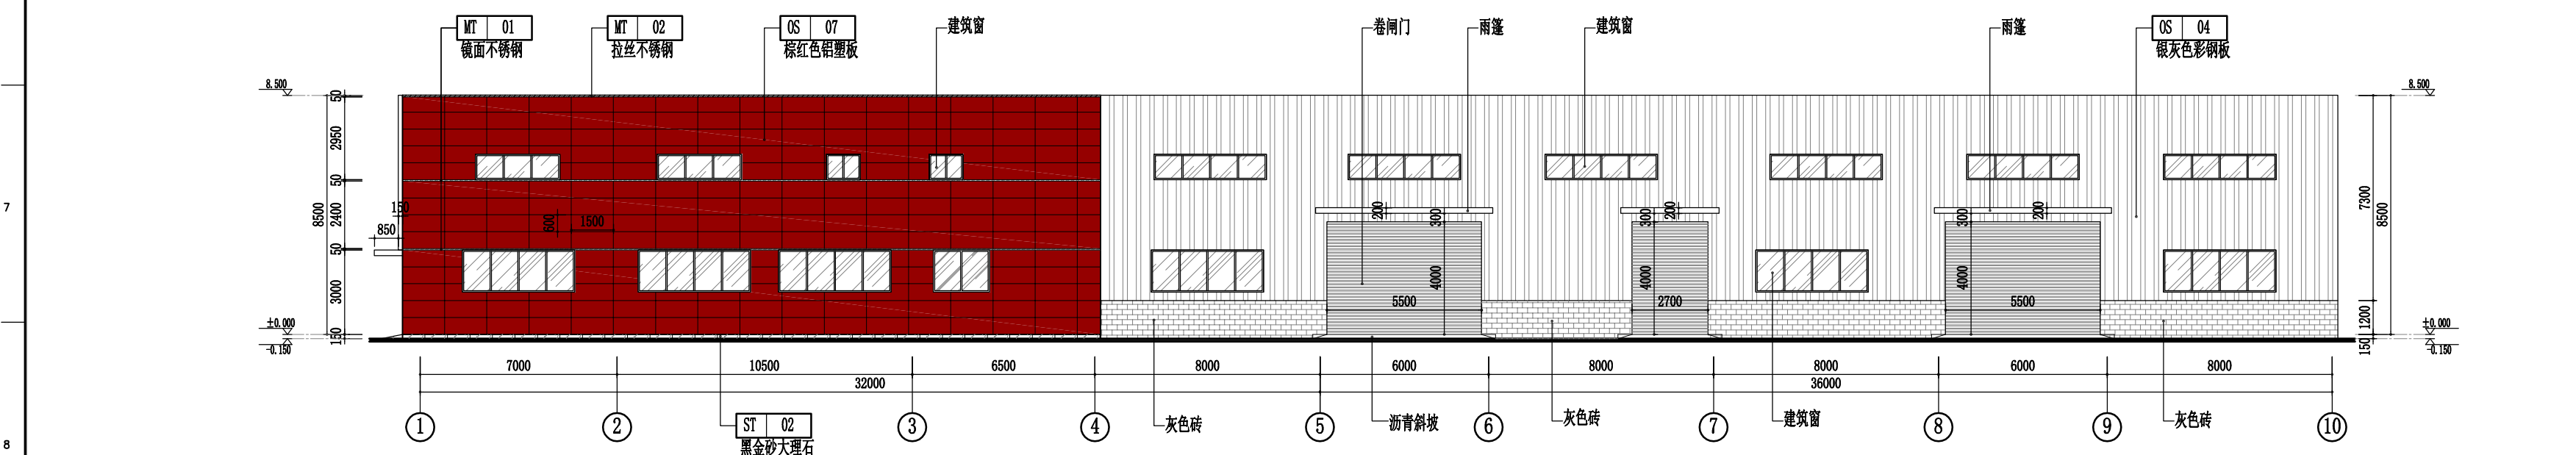 MT 01
镜面不锈钢
MT 02
拉丝不锈钢
OS 07
棕红色铝塑板
建筑窗
卷闸门
雨篷
建筑窗
雨篷
OS 04
银灰色彩钢板
8.500
8.500
50
2950
50
2400
50
3000
150
8500
150
850
600
1500
200
300
300
200
300
200
7300
8500
7
4000
4000
4000
5500
2700
5500
1200
150
±0.000
-0.150
±0.000
-0.150
7000
10500
6500
8000
6000
8000
8000
6000
8000
32000
36000
1
2
3
4
5
6
7
8
9
10
ST 02
黑金砂大理石
灰色砖
沥青斜坡
灰色砖
建筑窗
灰色砖
8